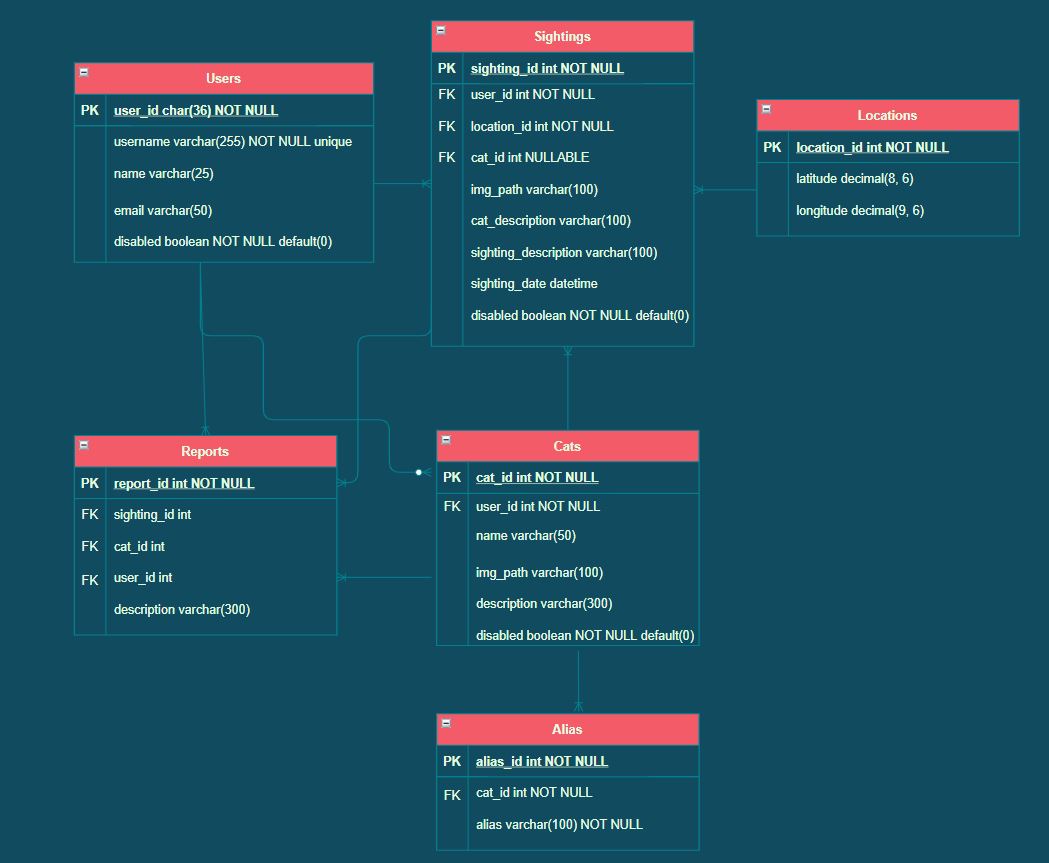 Users
PK user_id char(36) NOT NULL
username varchar(255) NOT NULL unique
name varchar(25)
email varchar(50)
disabled boolean NOT NULL default(0)
Sightings
PK sighting_id int NOT NULL
FK user_id int NOT NULL
FK location_id int NOT NULL
FK cat_id int NULLABLE
img_path varchar(100)
cat_description varchar(100)
sighting_description varchar(100)
sighting_date datetime
disabled boolean NOT NULL default(0)
Locations
PK location_id int NOT NULL
latitude decimal(8, 6)
longitude decimal(9, 6)
Reports
PK report_id int NOT NULL
FK sighting_id int
FK cat_id int
FK user_id int
description varchar(300)
Cats
PK cat_id int NOT NULL
FK user_id int NOT NULL
name varchar(50)
img_path varchar(100)
description varchar(300)
disabled boolean NOT NULL default(0)
Alias
PK alias_id int NOT NULL
FK cat_id int NOT NULL
alias varchar(100) NOT NULL